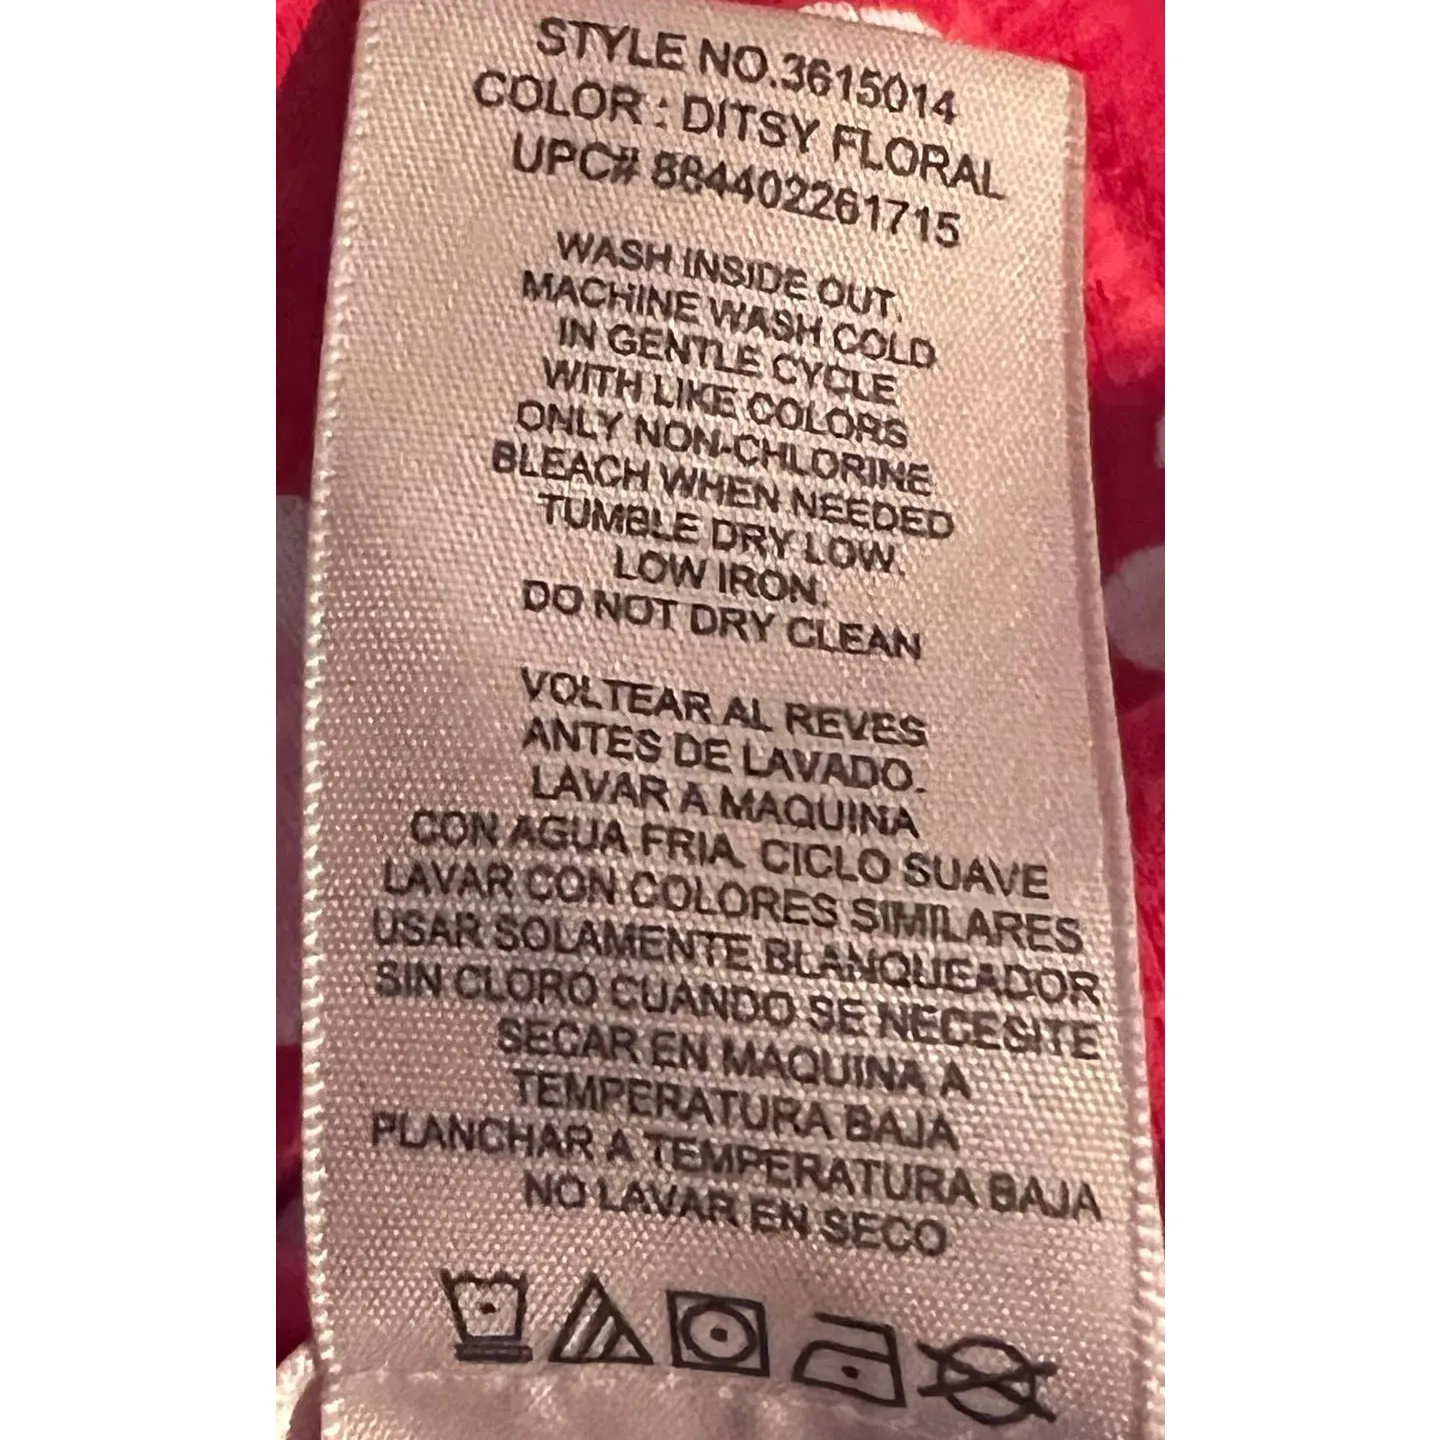 STYLE NO.3615014
COLOR : DITSY FLORAL
UPC# 884402261715
WASH INSIDE OUT.
MACHINE WASH COLD
IN GENTLE CYCLE
WITH LIKE COLORS
ONLY NON-CHLORINE
BLEACH WHEN NEEDED
TUMBLE DRY LOW.
LOW IRON.
DO NOT DRY CLEAN
VOLTEAR AL REVES
ANTES DE LAVADO.
LAVAR A MAQUINA
CON AGUA FRIA. CICLO SUAVE
LAVAR CON COLORES SIMILARES
USAR SOLAMENTE BLANQUEADOR
SIN CLORO CUANDO SE NECESITE
SECAR EN MAQUINA A
TEMPERATURA BAJA
PLANCHAR A TEMPERATURA BAJA
NO LAVAR EN SECO